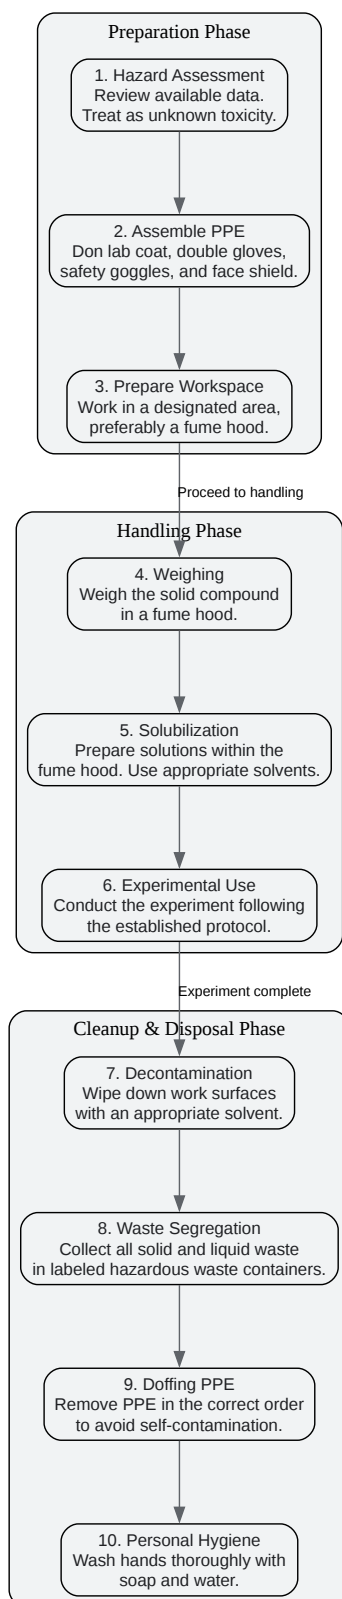 Preparation Phase
1. Hazard Assessment
Review available data.
Treat as unknown toxicity.
2. Assemble PPE
Don lab coat, double gloves,
safety goggles, and face shield.
3. Prepare Workspace
Work in a designated area,
preferably a fume hood.
Proceed to handling
Handling Phase
4. Weighing
Weigh the solid compound
in a fume hood.
5. Solubilization
Prepare solutions within the
fume hood. Use appropriate solvents.
6. Experimental Use
Conduct the experiment following
the established protocol.
Experiment complete
Cleanup & Disposal Phase
7. Decontamination
Wipe down work surfaces
with an appropriate solvent.
8. Waste Segregation
Collect all solid and liquid waste
in labeled hazardous waste containers.
9. Doffing PPE
Remove PPE in the correct order
to avoid self-contamination.
10. Personal Hygiene
Wash hands thoroughly with
soap and water.